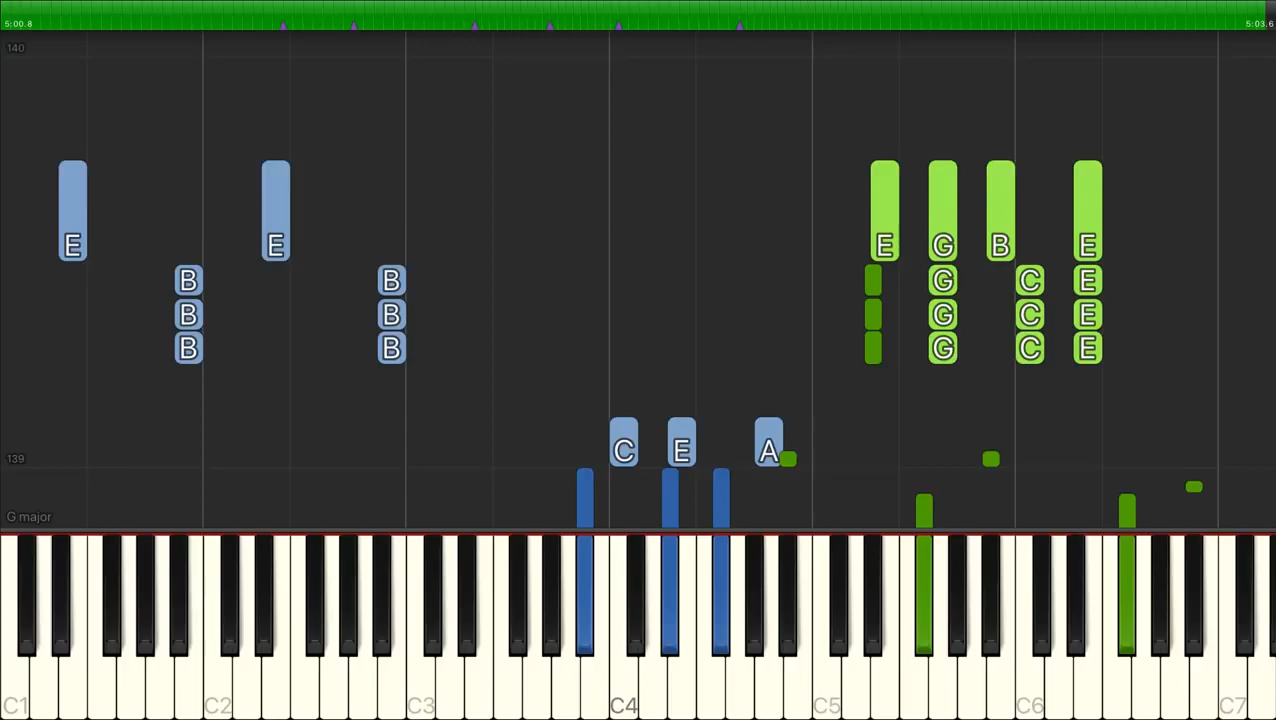 5:00.8 5:03.6
140
E E E G B E
B B G C E
B B G C E
B B G C E
C E A
139
G major
C1 C2 C3 C4 C5 C6 C7